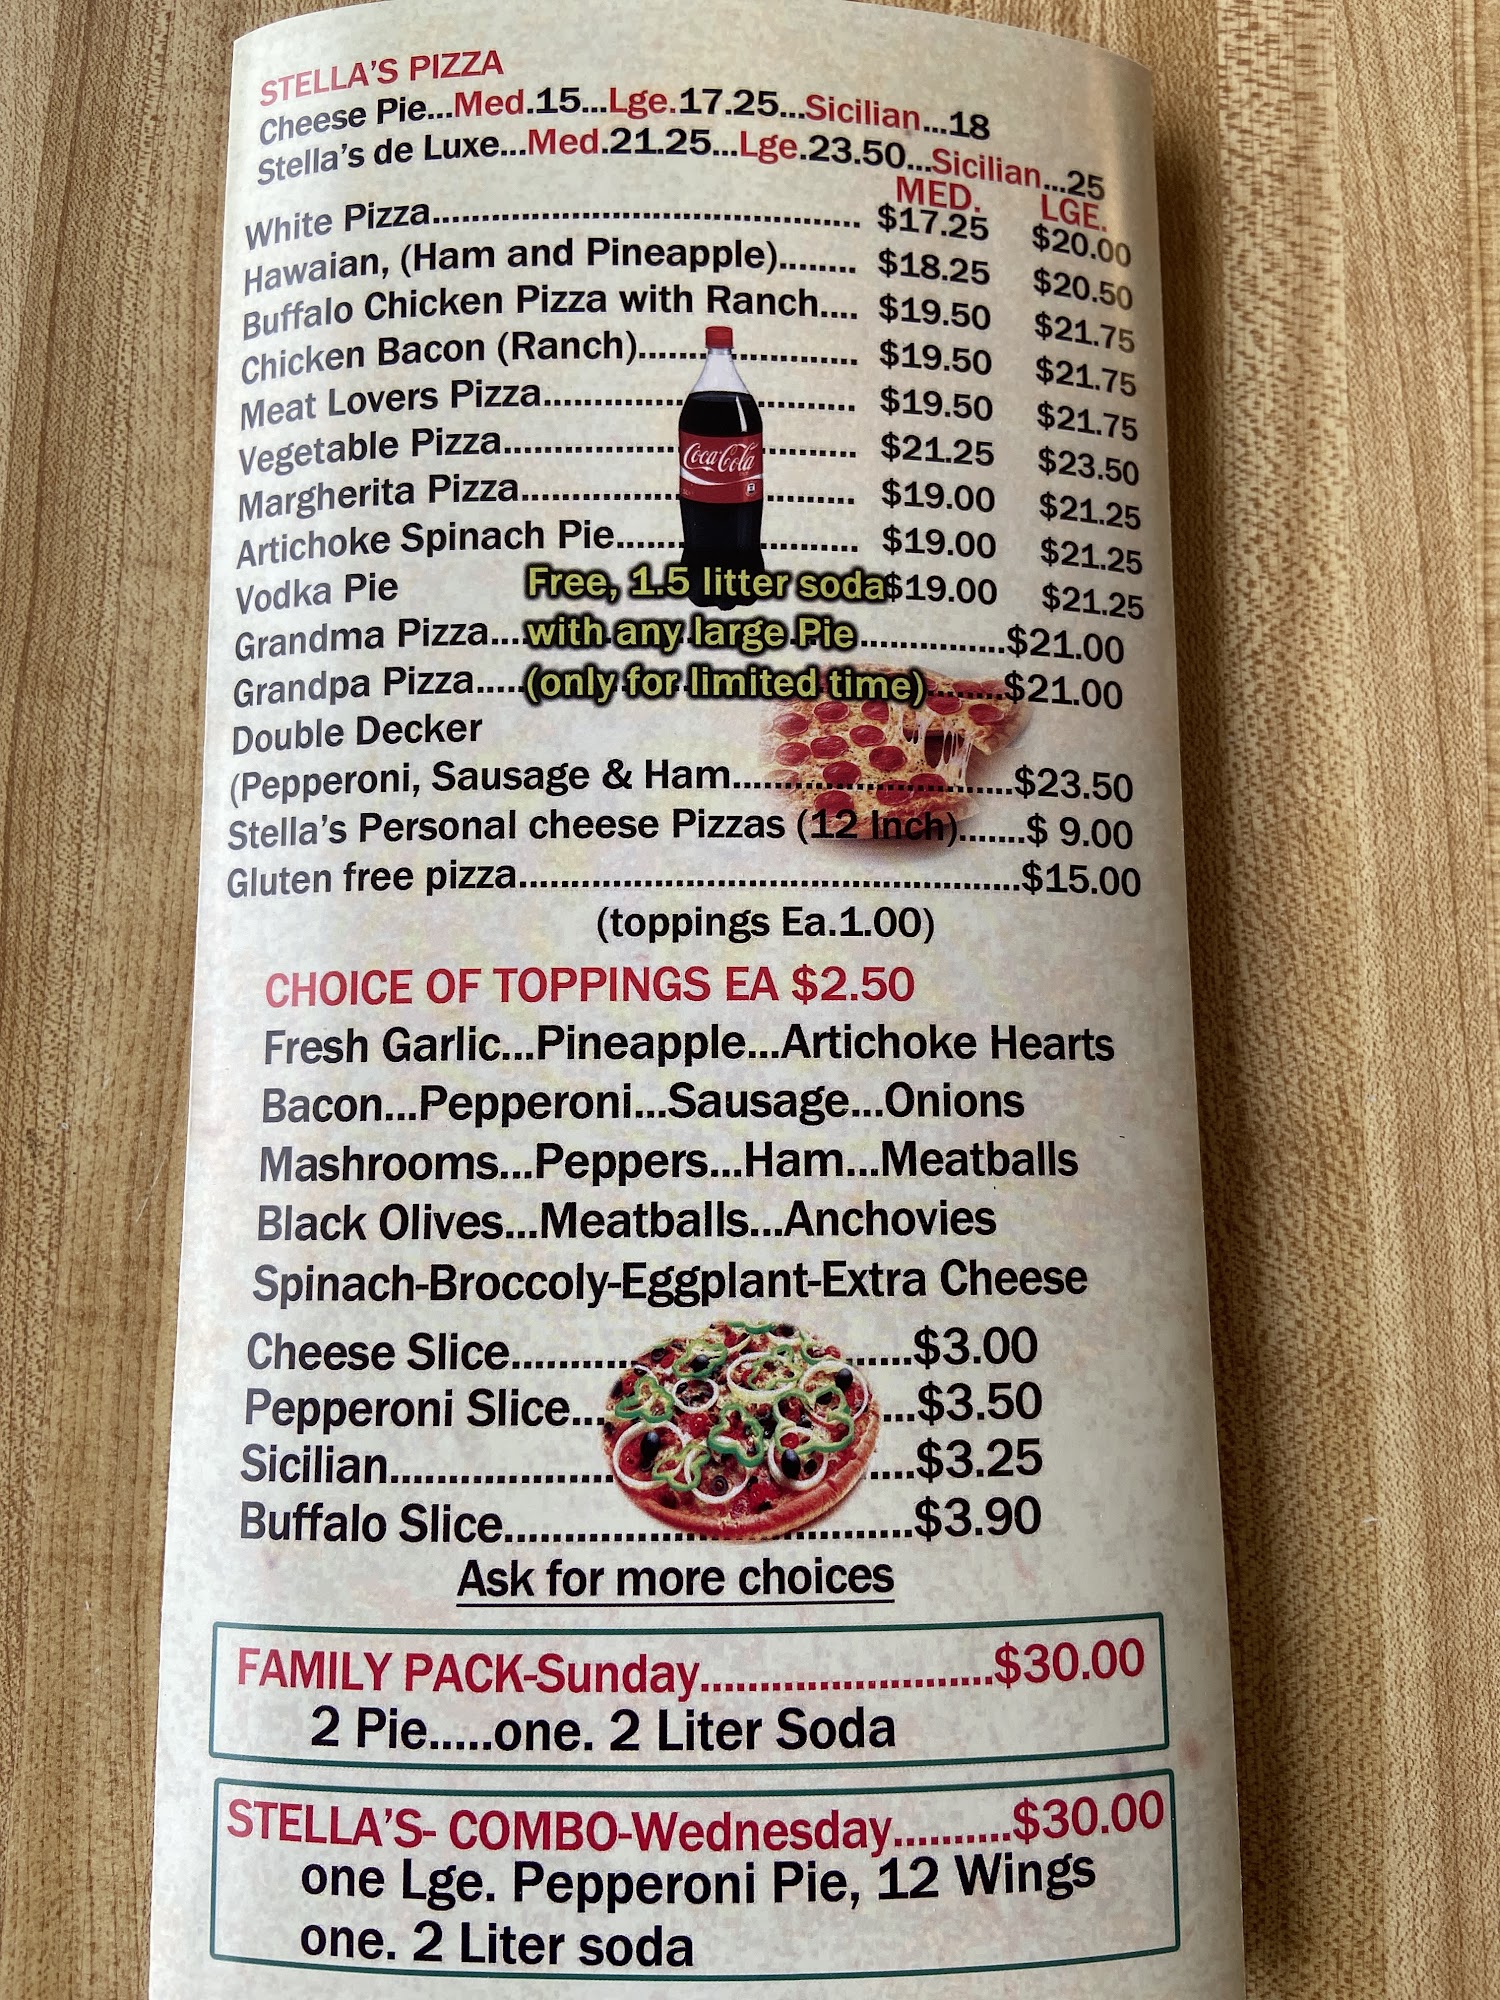 STELLA'S PIZZA
Cheese Pie...Med.15...Lge.17.25...Sicilian...18
Stella's de Luxe...Med.21.25...Lge.23.50...Sicilian...25
MED. LGE.
White Pizza........................................... $17.25 $20.00
Hawaian, (Ham and Pineapple)........ $18.25 $20.50
Buffalo Chicken Pizza with Ranch.... $19.50 $21.75
Chicken Bacon (Ranch)...................... $19.50 $21.75
Meat Lovers Pizza................................ $19.50 $21.75
Vegetable Pizza.................................... $21.25 $23.50
Margherita Pizza.................................. $19.00 $21.25
Artichoke Spinach Pie......................... $19.00 $21.25
Vodka Pie Free, 1.5 litter soda $19.00 $21.25
Grandma Pizza....with any large Pie...............$21.00
Grandpa Pizza.....(only for limited time)........$21.00
Double Decker
(Pepperoni, Sausage & Ham............................$23.50
Stella's Personal cheese Pizzas (12 Inch).......$ 9.00
Gluten free pizza..................................................$15.00
(toppings Ea.1.00)
CHOICE OF TOPPINGS EA $2.50
Fresh Garlic...Pineapple...Artichoke Hearts
Bacon...Pepperoni...Sausage...Onions
Mashrooms...Peppers...Ham...Meatballs
Black Olives...Meatballs...Anchovies
Spinach-Broccoly-Eggplant-Extra Cheese
Cheese Slice..................................$3.00
Pepperoni Slice.............................$3.50
Sicilian............................................$3.25
Buffalo Slice..................................$3.90
Ask for more choices
FAMILY PACK-Sunday.........................$30.00
2 Pie.....one. 2 Liter Soda
STELLA'S- COMBO-Wednesday..........$30.00
one Lge. Pepperoni Pie, 12 Wings
one. 2 Liter soda
Coca-Cola